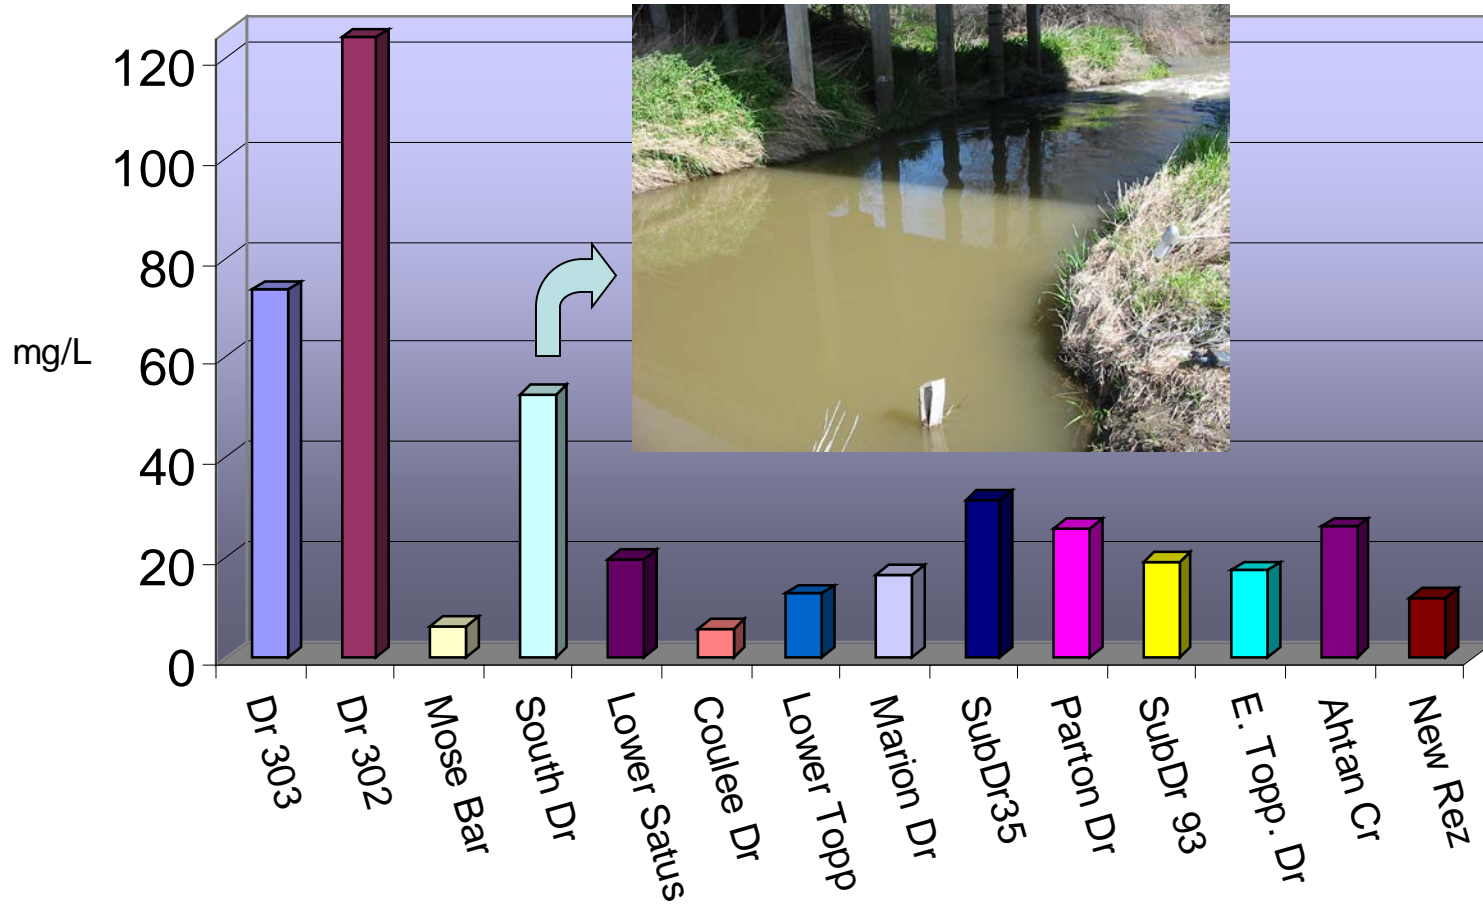 120
100
80
60
40
20
0
mg/L
Dr 303
Dr 302
Mose Bar
South Dr
Lower Satus
Coulee Dr
Lower Topp
Marion Dr
SubDr35
Parton Dr
SubDr 93
E. Topp. Dr
Ahtan Cr
New Rez